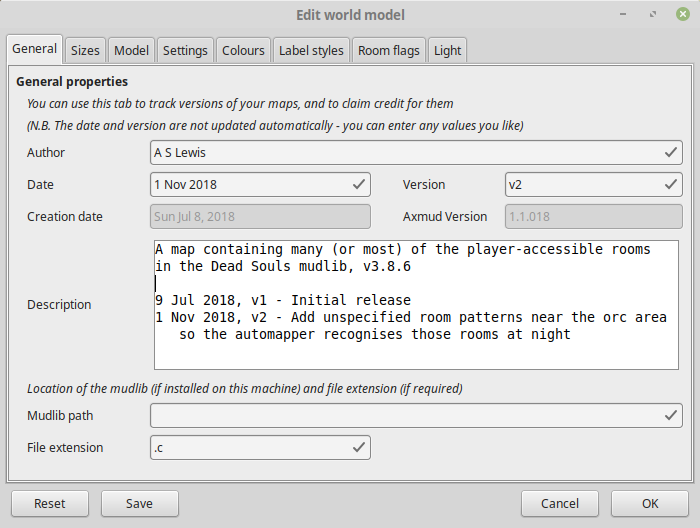 Edit world model
General Sizes Model Settings Colours Label styles Room flags Light
General properties
You can use this tab to track versions of your maps, and to claim credit for them
(N.B. The date and version are not updated automatically - you can enter any values you like)
Author A S Lewis
Date 1 Nov 2018 Version v2
Creation date Sun Jul 8, 2018 Axmud Version 1.1.018
Description
A map containing many (or most) of the player-accessible rooms
in the Dead Souls mudlib, v3.8.6
9 Jul 2018, v1 - Initial release
1 Nov 2018, v2 - Add unspecified room patterns near the orc area
so the automapper recognises those rooms at night
Location of the mudlib (if installed on this machine) and file extension (if required)
Mudlib path
File extension .c
Reset Save Cancel OK